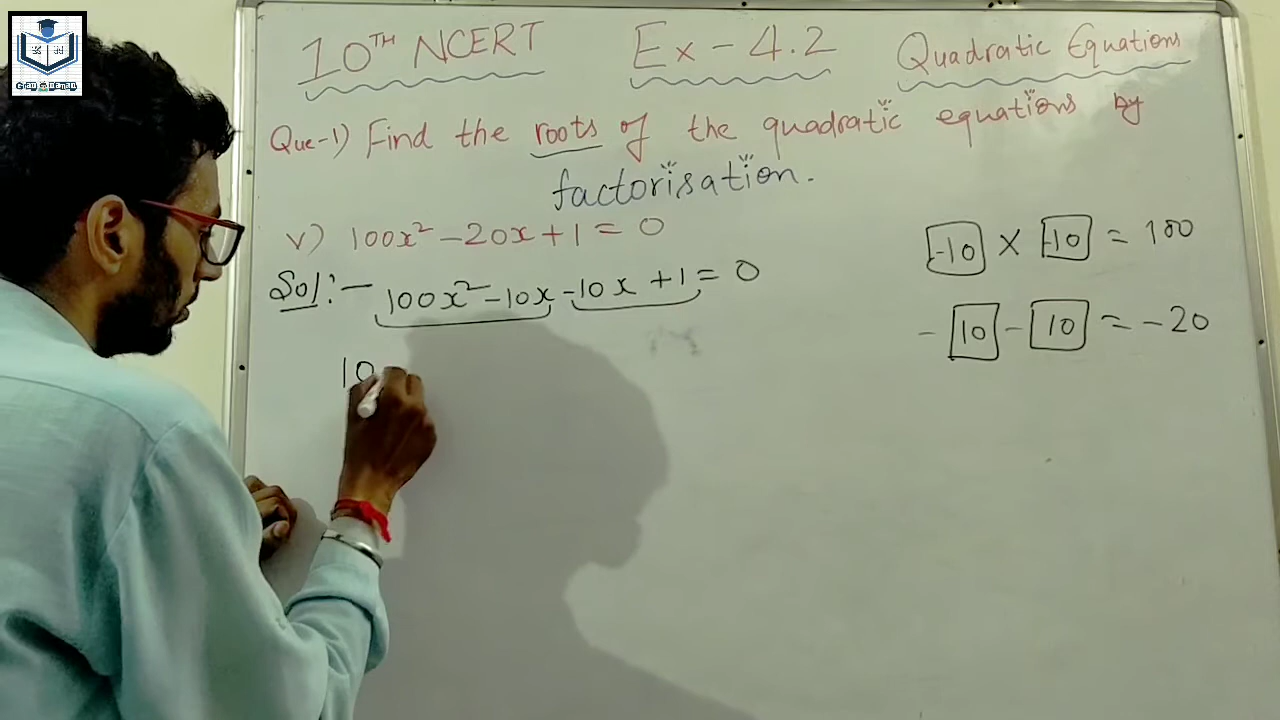 10TH NCERT Ex-4.2 Quadratic Equations
Que-1) Find the roots of the quadratic equations by
factorisation.
v) 100x²-20x+1=0
Sol:- 100x²-10x-10x+1=0
10
-10 × -10 = 100
-10-10=-20